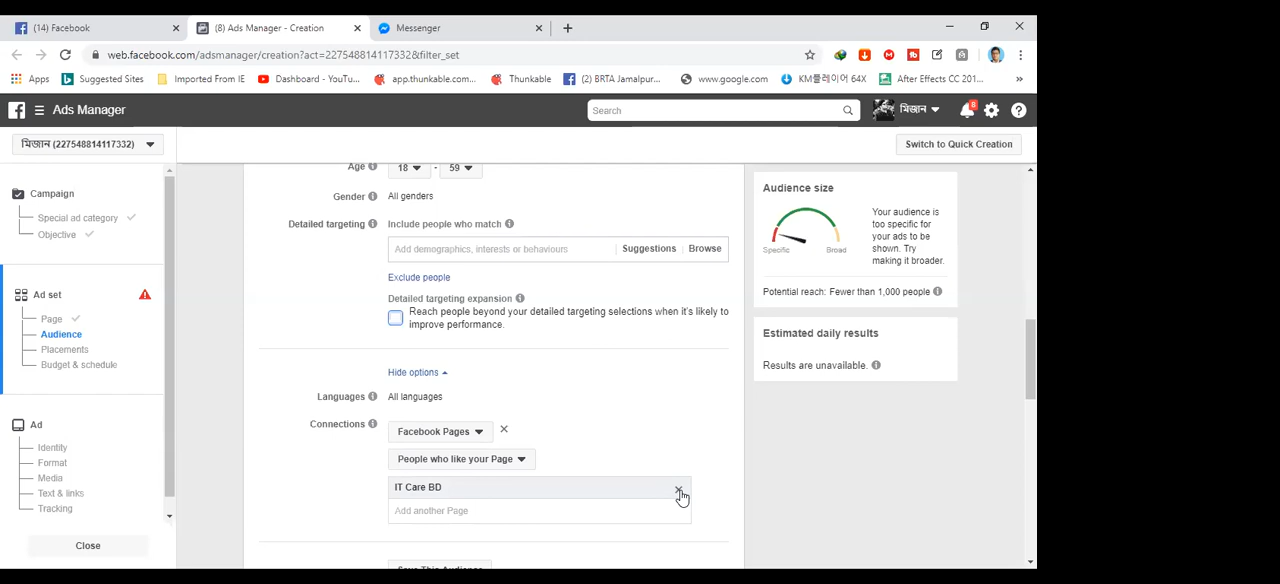 (14) Facebook
(8) Ads Manager - Creation
Messenger
web.facebook.com/adsmanager/creation?act=227548814117332&filter_set
Apps
Suggested Sites
Imported From IE
Dashboard - YouTu...
app.thunkable.com...
Thunkable
(2) BRTA Jamalpur...
www.google.com
KM플레이어 64X
After Effects CC 201...
»
Ads Manager
Search
মিজান
8
মিজান (227548814117332)
Switch to Quick Creation
Campaign
Special ad category
Objective
Ad set
Page
Audience
Placements
Budget & schedule
Ad
Identity
Format
Media
Text & links
Tracking
Close
Age
18 - 59
Gender
All genders
Detailed targeting
Include people who match
Add demographics, interests or behaviours
Suggestions
Browse
Exclude people
Detailed targeting expansion
Reach people beyond your detailed targeting selections when it's likely to
improve performance.
Hide options
Languages
All languages
Connections
Facebook Pages
People who like your Page
IT Care BD
Add another Page
Save This Audience
Audience size
Specific
Broad
Your audience is
too specific for
your ads to be
shown. Try
making it broader.
Potential reach: Fewer than 1,000 people
Estimated daily results
Results are unavailable.